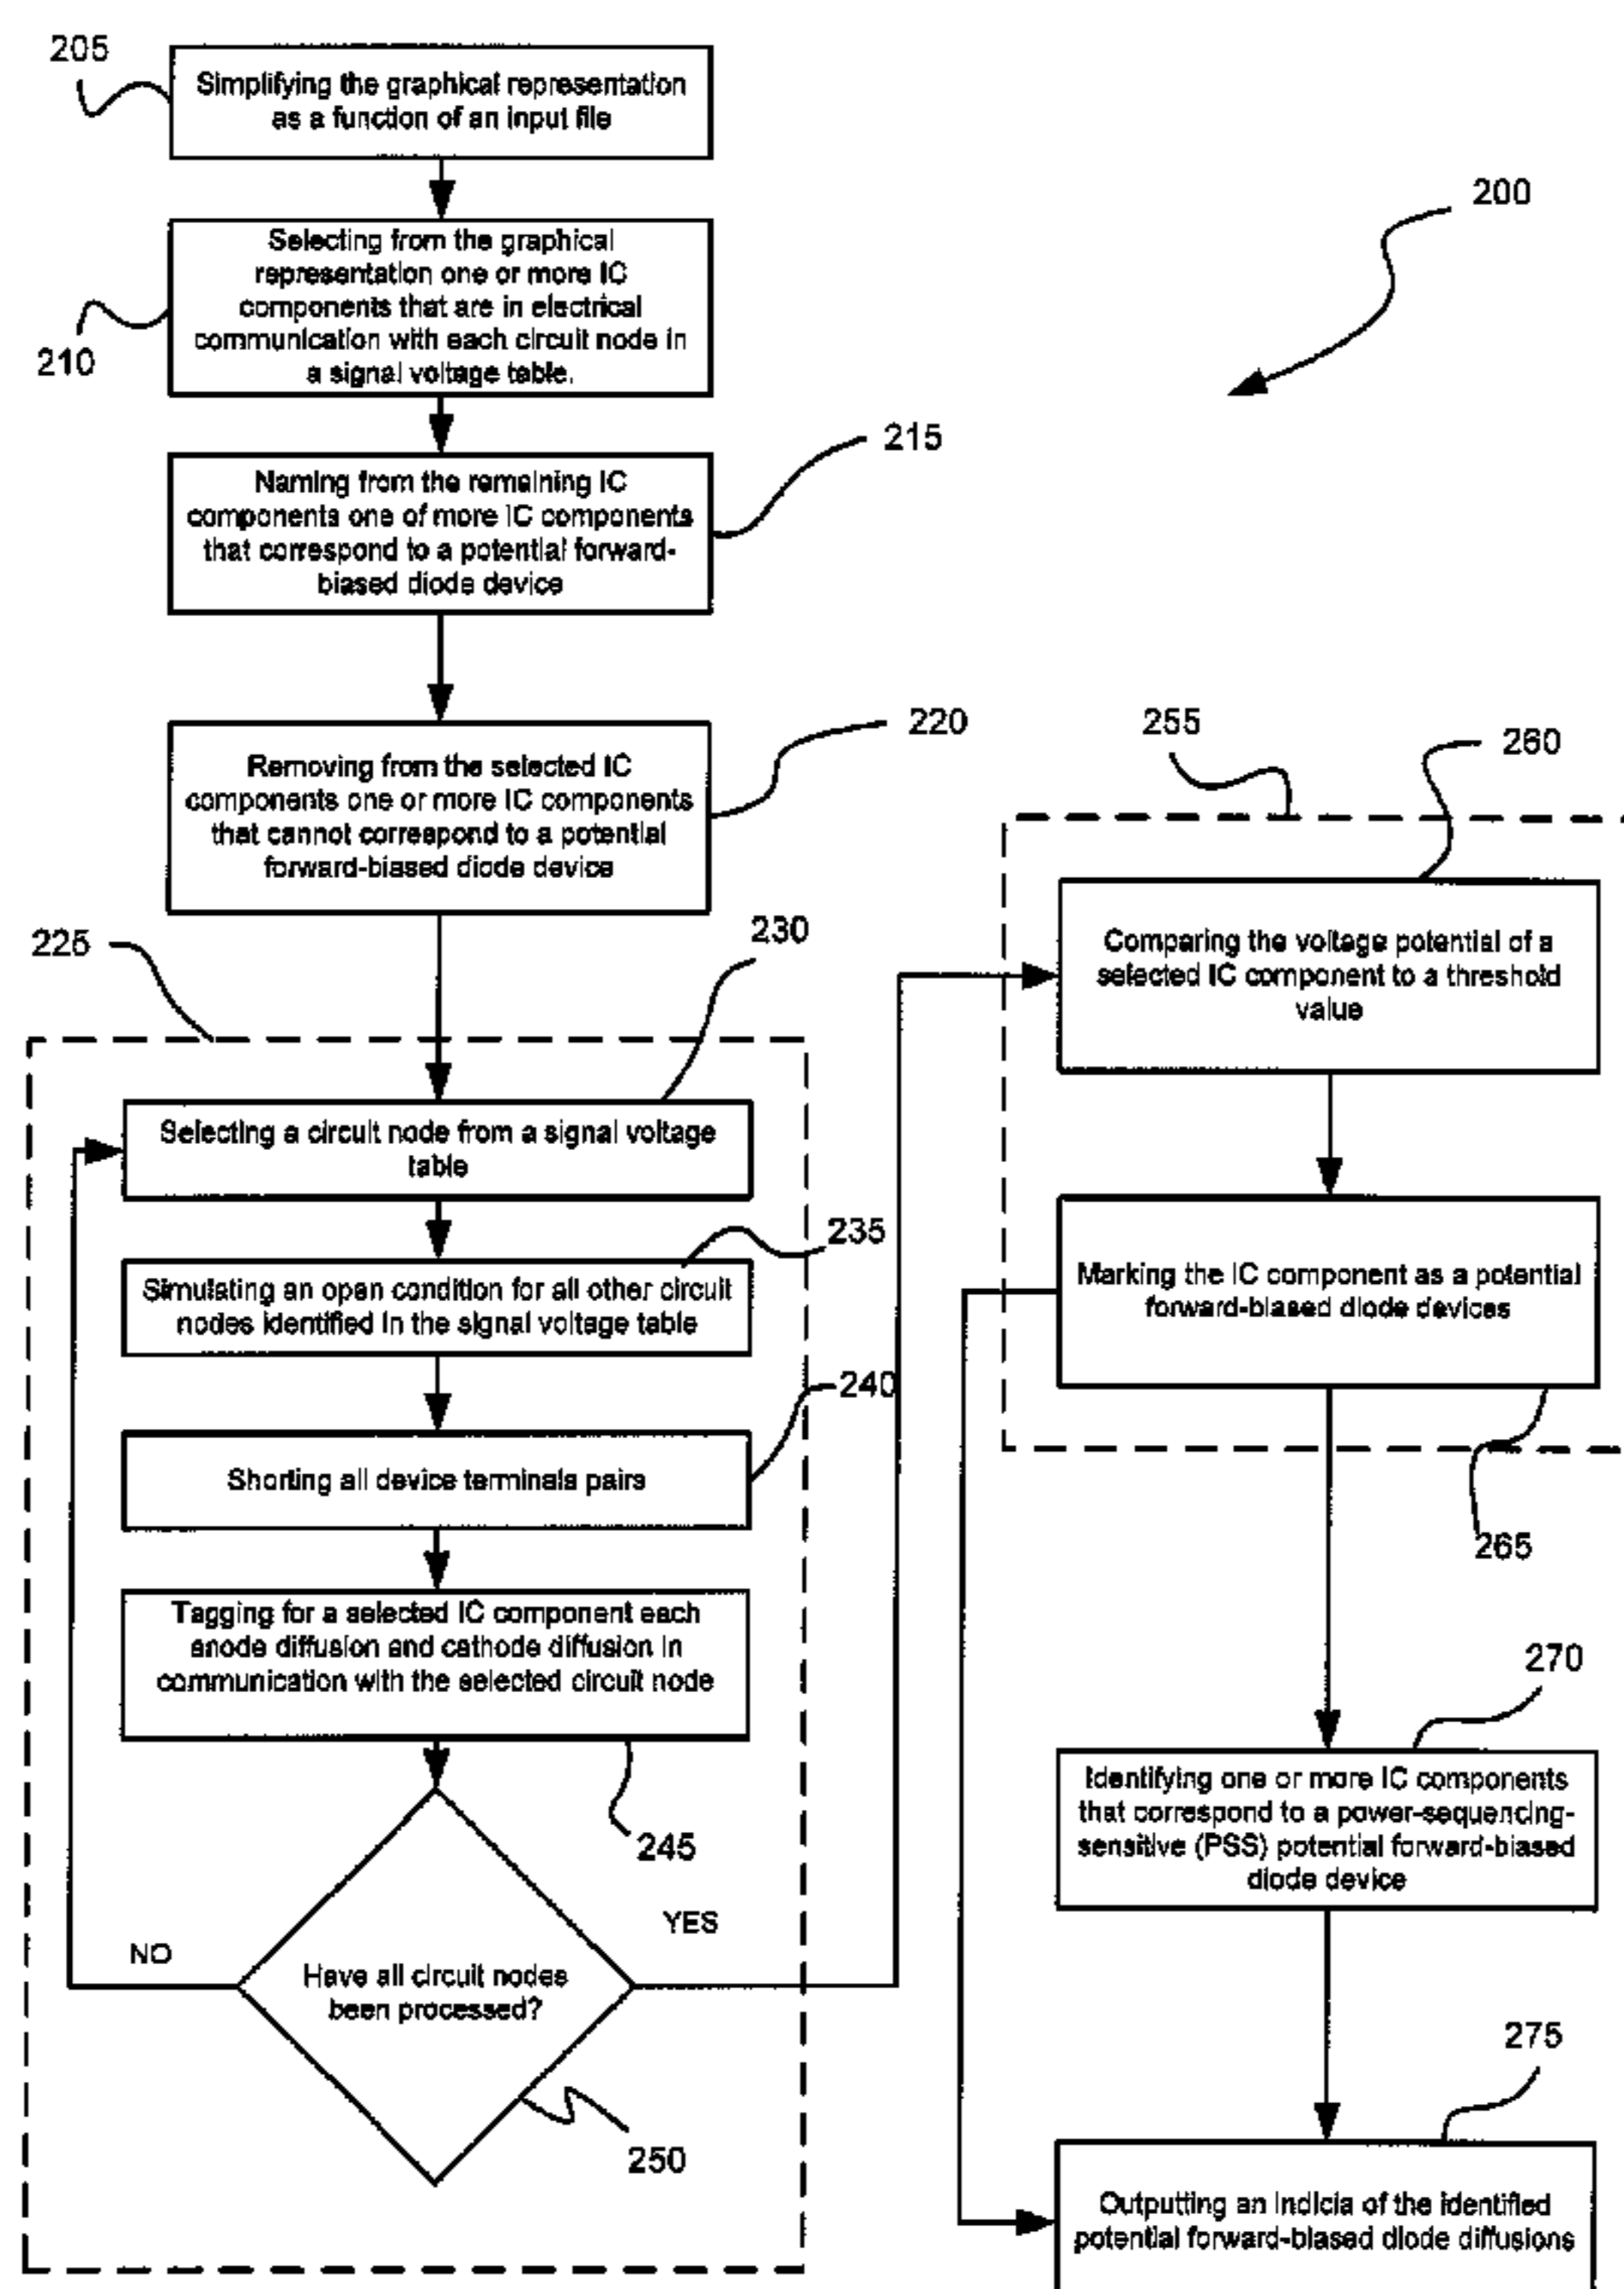 205
Simplifying the graphical representation
as a function of an input file
200
Selecting from the graphical
representation one or more IC
components that are in electrical
communication with each circuit node in
a signal voltage table.
210
215
Naming from the remaining IC
components one of more IC components
that correspond to a potential forward-
biased diode device
220
Removing from the selected IC
components one or more IC components
that cannot correspond to a potential
forward-biased diode device
225
230
Selecting a circuit node from a signal voltage
table
235
Simulating an open condition for all other circuit
nodes identified in the signal voltage table
240
Shorting all device terminals pairs
Tagging for a selected IC component each
anode diffusion and cathode diffusion in
communication with the selected circuit node
245
NO
YES
Have all circuit nodes
been processed?
250
255
260
Comparing the voltage potential of a
selected IC component to a threshold
value
Marking the IC component as a potential
forward-biased diode devices
265
270
Identifying one or more IC components
that correspond to a power-sequencing-
sensitive (PSS) potential forward-biased
diode device
275
Outputting an indicia of the identified
potential forward-biased diode diffusions